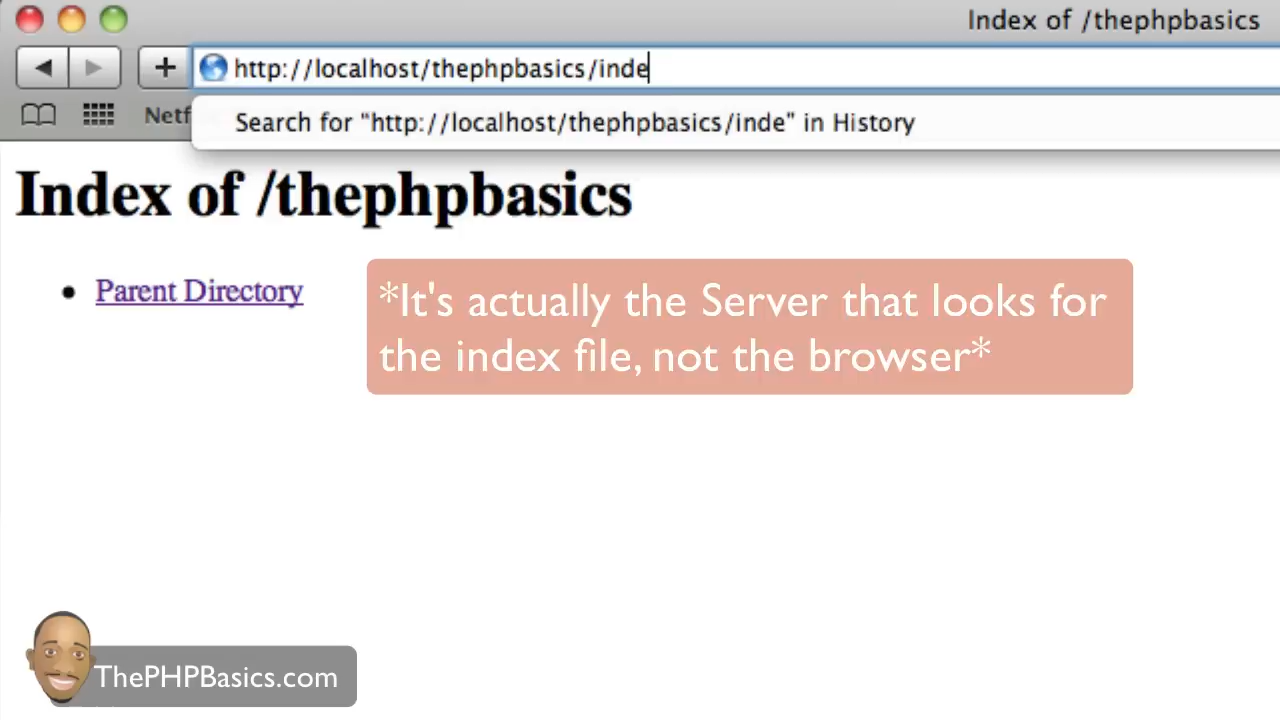 Index of /thephpbasics
http://localhost/thephpbasics/inde
Netf
Search for "http://localhost/thephpbasics/inde" in History
Index of /thephpbasics
Parent Directory
*It's actually the Server that looks for
the index file, not the browser*
ThePHPBasics.com